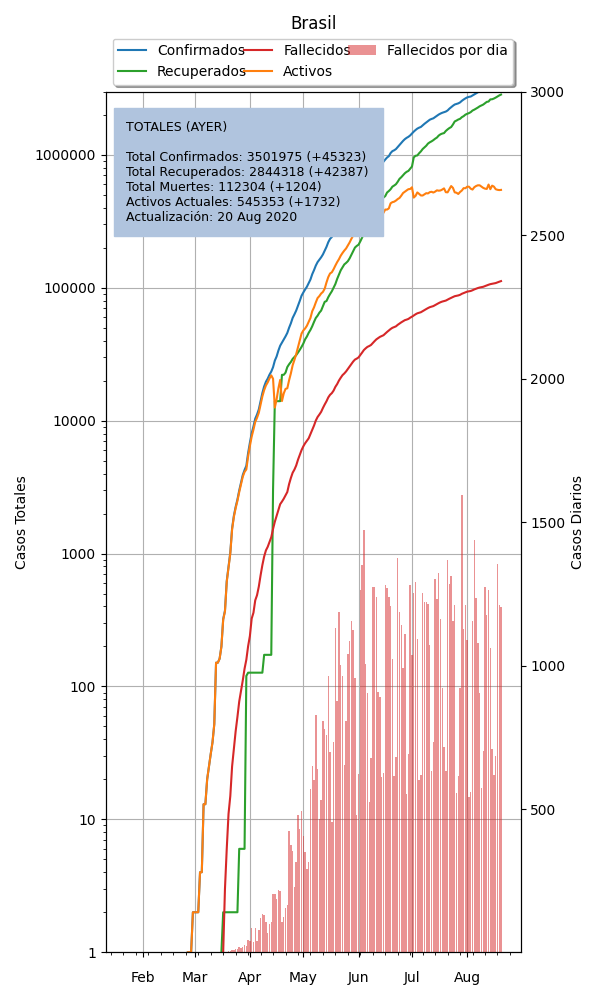 Brasil
Confirmados
Recuperados
Fallecidos
Activos
Fallecidos por dia
TOTALES (AYER)
Total Confirmados: 3501975 (+45323)
Total Recuperados: 2844318 (+42387)
Total Muertes: 112304 (+1204)
Activos Actuales: 545353 (+1732)
Actualización: 20 Aug 2020
Casos Totales
1000000
100000
10000
1000
100
10
1
3000
2500
2000
1500
1000
500
Casos Diarios
Feb Mar Apr May Jun Jul Aug